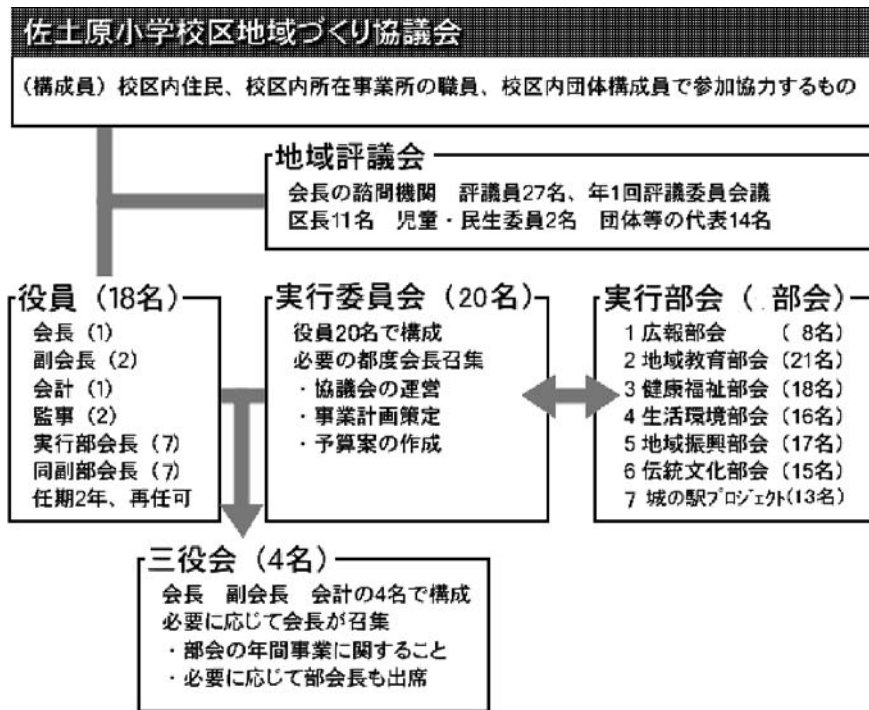 佐土原小学校区地域づくり協議会
（構成員）校区内住民、校区内所在事業所の職員、校区内団体構成員で参加協力するもの
地域評議会
会長の諮問機関　評議員27名、年1回評議委員会議
区長11名　児童・民生委員2名　団体等の代表14名
役員（18名）
会長（1）
副会長（2）
会計（1）
監事（2）
実行部会長（7）
同副部会長（7）
任期2年、再任可
実行委員会（20名）
役員20名で構成
必要の都度会長召集
・協議会の運営
・事業計画策定
・予算案の作成
実行部会（ 部会）
1 広報部会　（ 8名）
2 地域教育部会（21名）
3 健康福祉部会（18名）
4 生活環境部会（16名）
5 地域振興部会（17名）
6 伝統文化部会（15名）
7 城の駅プロジェクト（13名）
三役会（4名）
会長　副会長　会計の4名で構成
必要に応じて会長が召集
・部会の年間事業に関すること
・必要に応じて部会長も出席